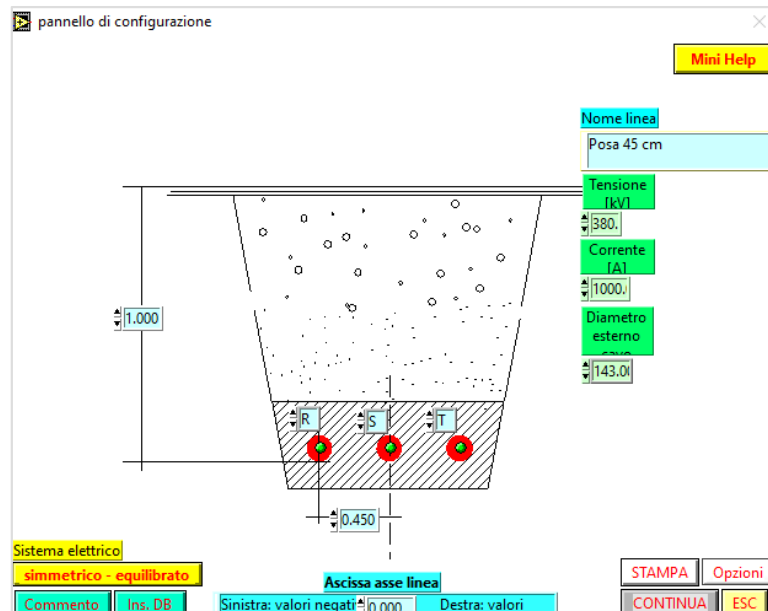 pannello di configurazione
Mini Help
Nome linea
Posa 45 cm
Tensione
[kV]
380.
Corrente
[A]
1000.
Diametro
esterno
cavo
143.0
1.000
R
S
T
0.450
Sistema elettrico
simmetrico - equilibrato
Commento
Ins. DB
Ascissa asse linea
Sinistra: valori negati
0.000
Destra: valori
STAMPA
Opzioni
CONTINUA
ESC